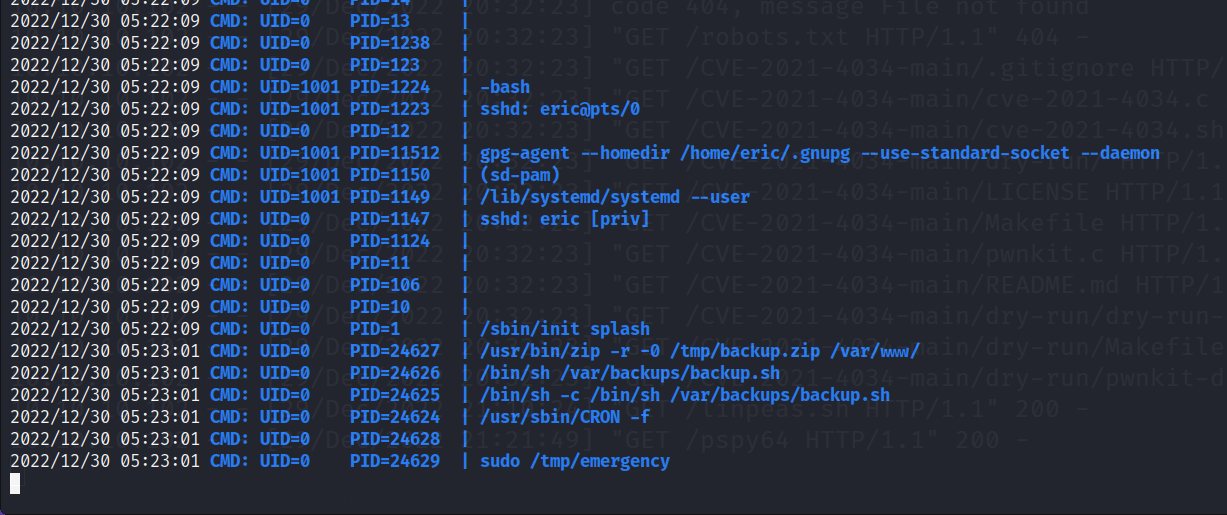 2022/12/30 05:22:09 CMD: UID=0    PID=14     |
2022/12/30 05:22:09 CMD: UID=0    PID=13     |
2022/12/30 05:22:09 CMD: UID=0    PID=1238   |
2022/12/30 05:22:09 CMD: UID=0    PID=123    |
2022/12/30 05:22:09 CMD: UID=1001 PID=1224   | -bash
2022/12/30 05:22:09 CMD: UID=1001 PID=1223   | sshd: eric@pts/0
2022/12/30 05:22:09 CMD: UID=0    PID=12     |
2022/12/30 05:22:09 CMD: UID=1001 PID=11512  | gpg-agent --homedir /home/eric/.gnupg --use-standard-socket --daemon
2022/12/30 05:22:09 CMD: UID=1001 PID=1150   | (sd-pam)
2022/12/30 05:22:09 CMD: UID=1001 PID=1149   | /lib/systemd/systemd --user
2022/12/30 05:22:09 CMD: UID=0    PID=1147   | sshd: eric [priv]
2022/12/30 05:22:09 CMD: UID=0    PID=1124   |
2022/12/30 05:22:09 CMD: UID=0    PID=11     |
2022/12/30 05:22:09 CMD: UID=0    PID=106    |
2022/12/30 05:22:09 CMD: UID=0    PID=10     |
2022/12/30 05:22:09 CMD: UID=0    PID=1      | /sbin/init splash
2022/12/30 05:23:01 CMD: UID=0    PID=24627  | /usr/bin/zip -r -0 /tmp/backup.zip /var/www/
2022/12/30 05:23:01 CMD: UID=0    PID=24626  | /bin/sh /var/backups/backup.sh
2022/12/30 05:23:01 CMD: UID=0    PID=24625  | /bin/sh -c /bin/sh /var/backups/backup.sh
2022/12/30 05:23:01 CMD: UID=0    PID=24624  | /usr/sbin/CRON -f
2022/12/30 05:23:01 CMD: UID=0    PID=24628  |
2022/12/30 05:23:01 CMD: UID=0    PID=24629  | sudo /tmp/emergency